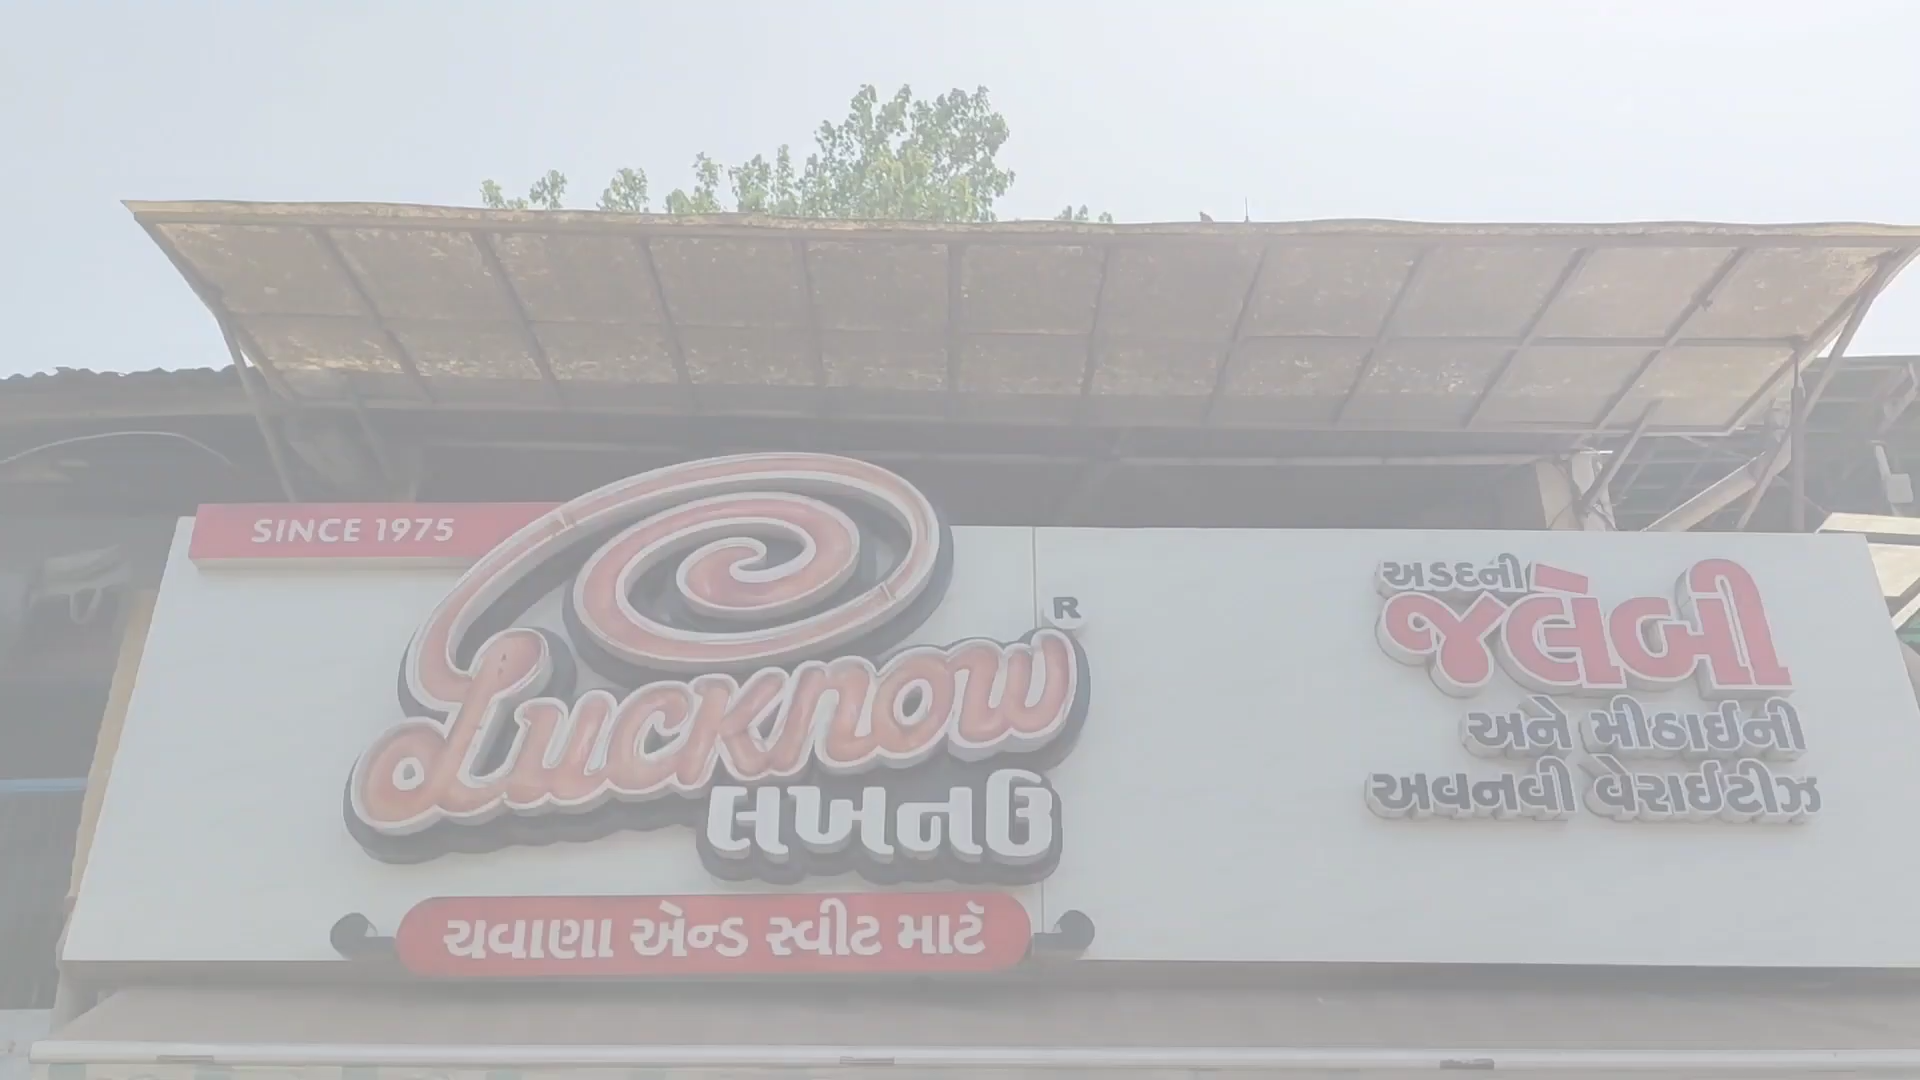 SINCE 1975
Lucknow
R
લખનઉ
ચવાણા એન્ડ સ્વીટ માર્ટ
અડદની
જલેબી
અને મીઠાઈની
અવનવી વેરાઈટીઝ